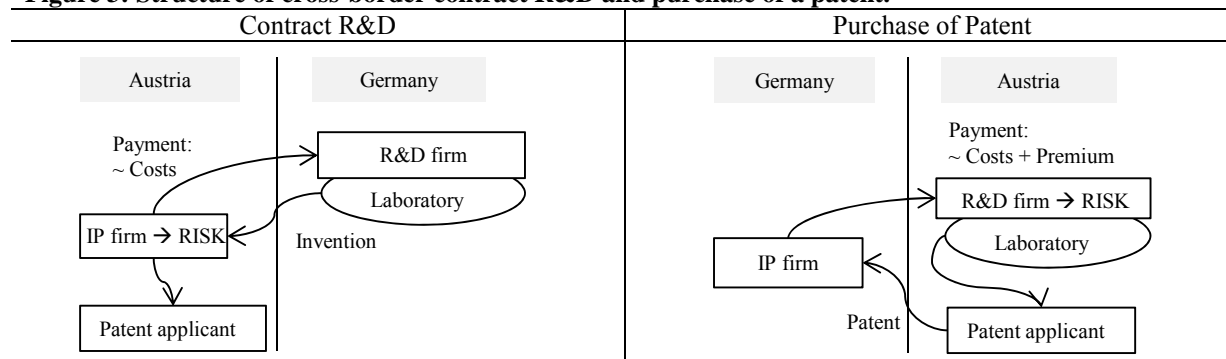 Figure 3: Structure of cross-border contract R&D and purchase of a patent.
Contract R&D
Purchase of Patent
Austria
Germany
Payment:
~ Costs
R&D firm
Laboratory
IP firm → RISK
Invention
Patent applicant
Germany
Austria
Payment:
~ Costs + Premium
R&D firm → RISK
Laboratory
IP firm
Patent
Patent applicant